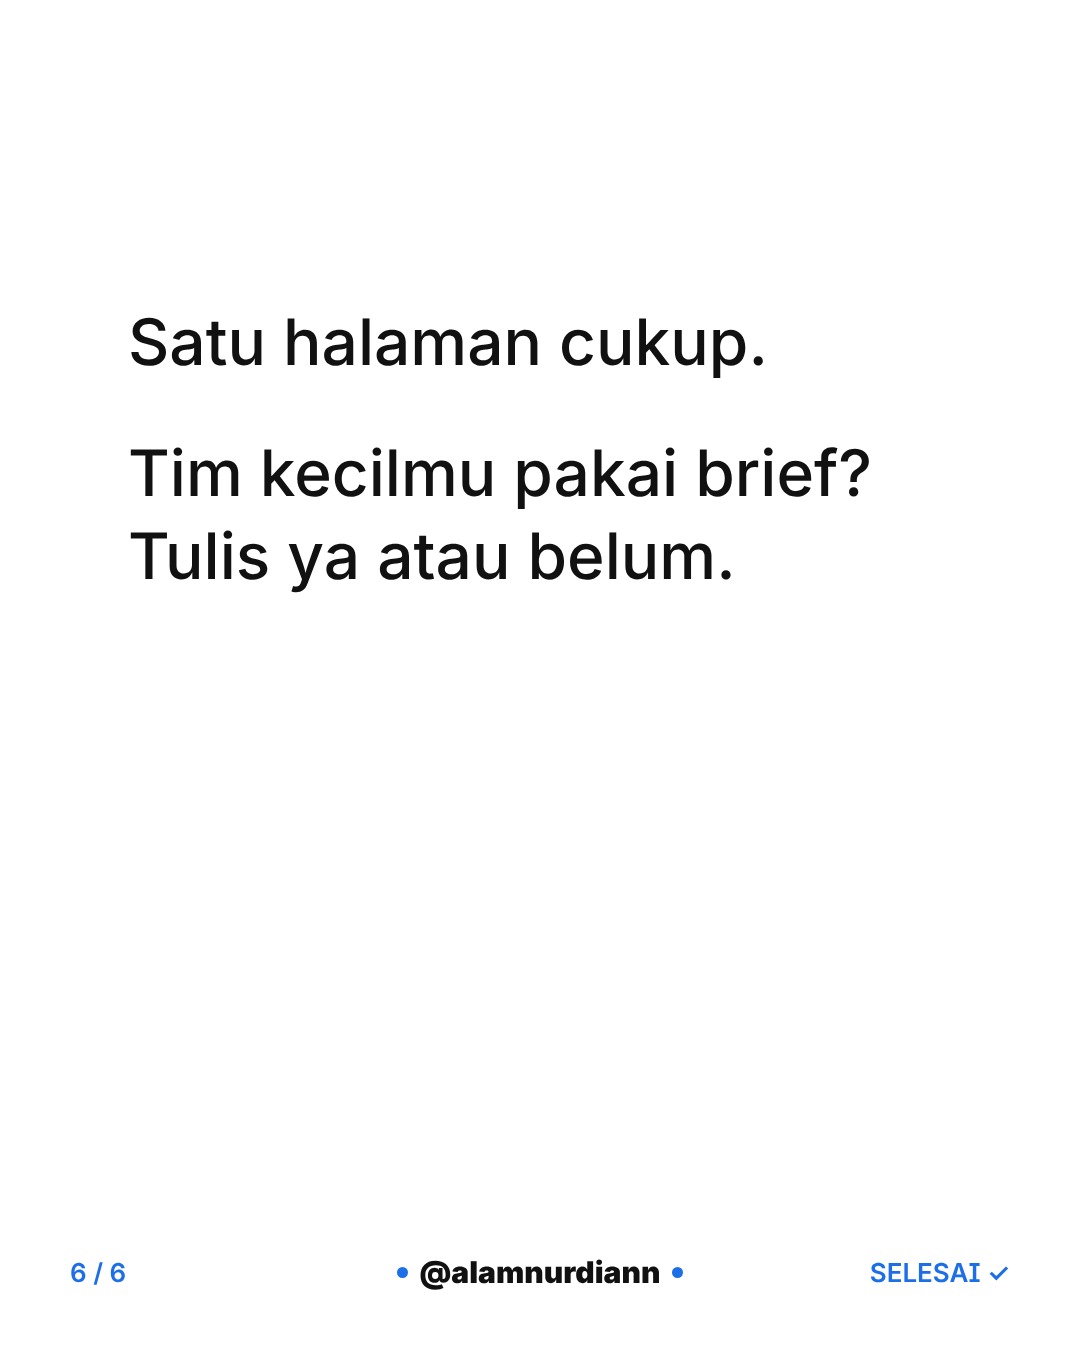 Satu halaman cukup.
Tim kecilmu pakai brief?
Tulis ya atau belum.
6 / 6
• @alamnurdiann •
SELESAI ✓